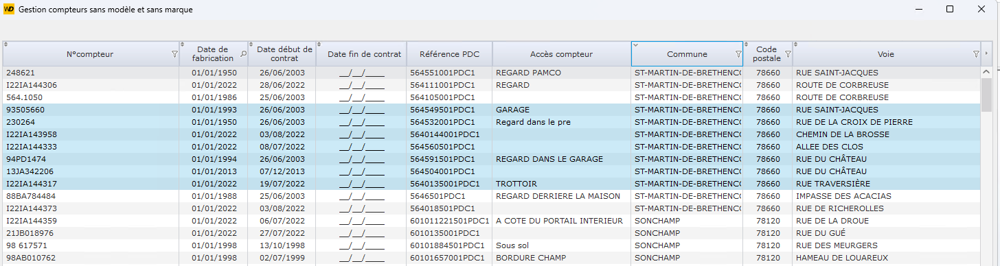 WD Gestion compteurs sans modèle et sans marque
N°compteur Date de fabrication Date début de contrat Date fin de contrat Référence PDC Accès compteur Commune Code postale Voie
248621 01/01/1950 26/06/2003 __/__/____ 564551001PDC1 REGARD PAMCO ST-MARTIN-DE-BRETHENCO 78660 RUE SAINT-JACQUES
I22IA144306 01/01/2022 28/06/2022 __/__/____ 564111001PDC1 REGARD ST-MARTIN-DE-BRETHENCO 78660 ROUTE DE CORBREUSE
564.1050 01/01/1986 25/06/2003 __/__/____ 564105001PDC1 ST-MARTIN-DE-BRETHENCO 78660 ROUTE DE CORBREUSE
93505660 01/01/1993 26/06/2003 __/__/____ 564549501PDC1 GARAGE ST-MARTIN-DE-BRETHENCO 78660 RUE SAINT-JACQUES
230264 01/01/1950 26/06/2003 __/__/____ 564532001PDC1 Regard dans le pre ST-MARTIN-DE-BRETHENCO 78660 RUE DE LA CROIX DE PIERRE
I22IA143958 01/01/2022 03/08/2022 __/__/____ 5640144001PDC1 ST-MARTIN-DE-BRETHENCO 78660 CHEMIN DE LA BROSSE
I22IA144333 01/01/2022 08/07/2022 __/__/____ 564560501PDC1 ST-MARTIN-DE-BRETHENCO 78660 ALLEE DES CLOS
94PD1474 01/01/1994 26/06/2003 __/__/____ 564591501PDC1 REGARD DANS LE GARAGE ST-MARTIN-DE-BRETHENCO 78660 RUE DU CHÂTEAU
13JA342206 01/01/2013 07/12/2013 __/__/____ 564504001PDC1 ST-MARTIN-DE-BRETHENCO 78660 RUE DU CHÂTEAU
I22IA144317 01/01/2022 19/07/2022 __/__/____ 5640135001PDC1 TROTTOIR ST-MARTIN-DE-BRETHENCO 78660 RUE TRAVERSIÈRE
88BA784484 01/01/1988 25/06/2003 __/__/____ 5646501PDC1 REGARD DERRIERE LA MAISON ST-MARTIN-DE-BRETHENCO 78660 IMPASSE DES ACACIAS
I22IA144373 01/01/2022 03/08/2022 __/__/____ 564018501PDC1 ST-MARTIN-DE-BRETHENCO 78660 RUE DE RICHEROLLES
I22IA144359 01/01/2022 06/07/2022 __/__/____ 601011221501PDC1 A COTE DU PORTAIL INTERIEUR SONCHAMP 78120 RUE DE LA DROUE
21JB018976 01/01/2022 27/07/2022 __/__/____ 6010135001PDC1 SONCHAMP 78120 RUE DU GUÉ
98 617571 01/01/1998 13/10/1998 __/__/____ 60101884501PDC1 Sous sol SONCHAMP 78120 RUE DES MEURGERS
98AB010762 01/01/1998 02/07/1999 __/__/____ 60101657001PDC1 BORDURE CHAMP SONCHAMP 78120 HAMEAU DE LOUAREUX